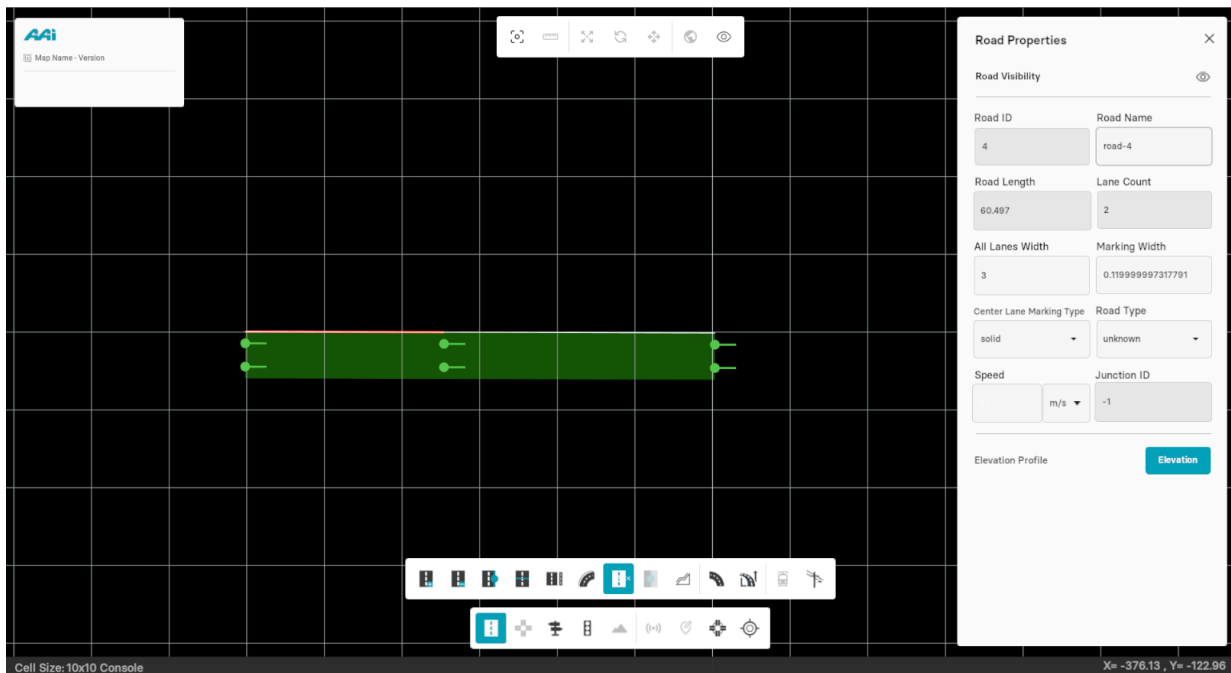 AAi
Map Name - Version
Road Properties
Road Visibility
Road ID
Road Name
4
road-4
Road Length
Lane Count
60.497
2
All Lanes Width
Marking Width
3
0.119999997317791
Center Lane Marking Type
Road Type
solid
unknown
Speed
Junction ID
m/s
-1
Elevation Profile
Elevation
Cell Size: 10x10 Console
X= -376.13 , Y= -122.96